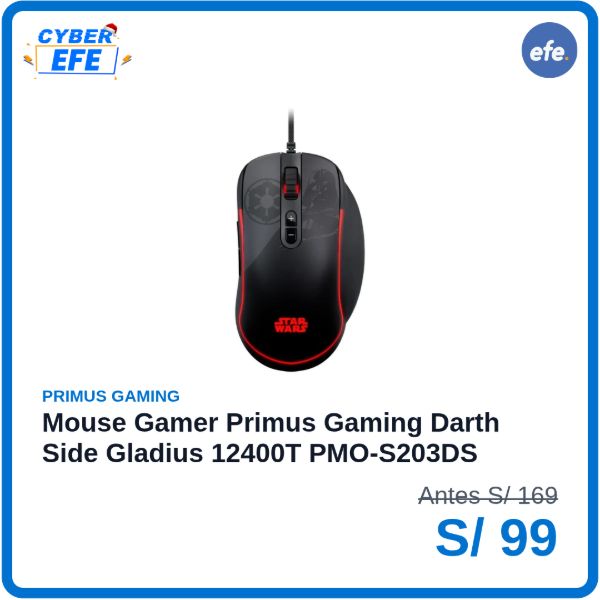 CYBER
EFE
efe.
STAR
WARS
PRIMUS GAMING
Mouse Gamer Primus Gaming Darth
Side Gladius 12400T PMO-S203DS
Antes S/ 169
S/ 99